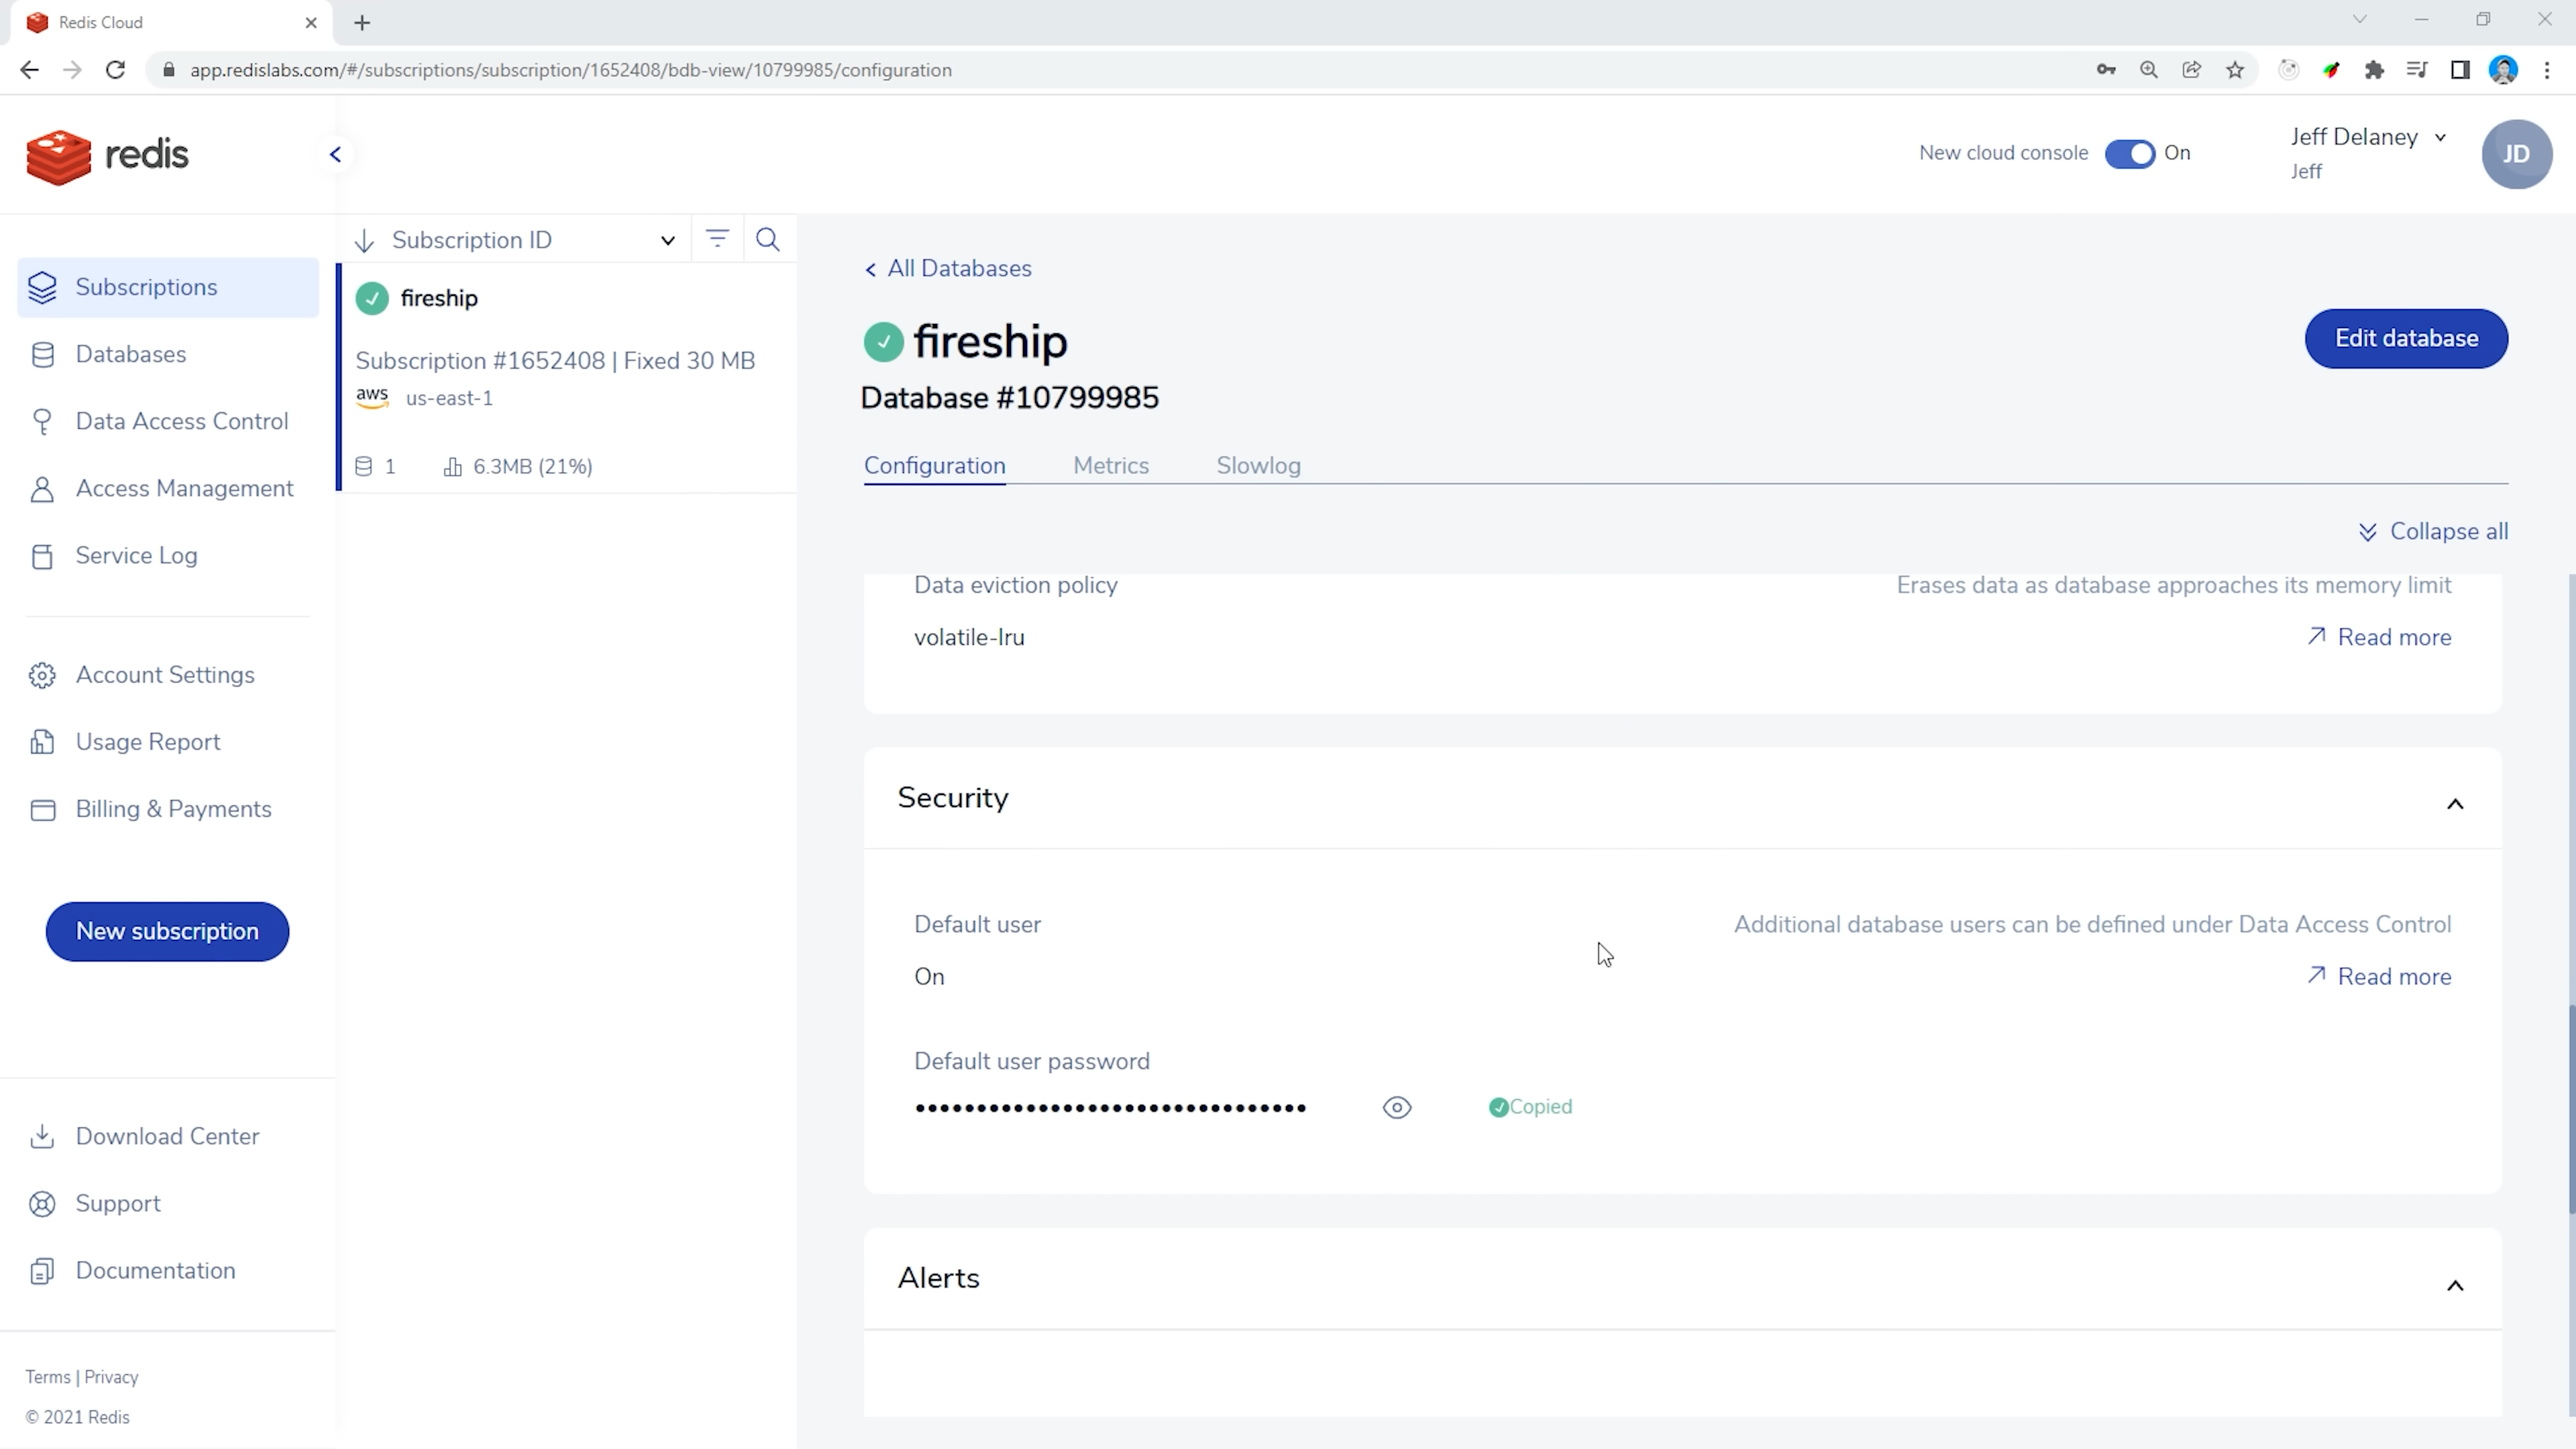 Redis Cloud
app.redislabs.com/#/subscriptions/subscription/1652408/bdb-view/10799985/configuration
redis
New cloud console On
Jeff Delaney
Jeff
JD
Subscriptions
Databases
Data Access Control
Access Management
Service Log
Account Settings
Usage Report
Billing & Payments
New subscription
Download Center
Support
Documentation
Terms | Privacy
© 2021 Redis
Subscription ID
fireship
Subscription #1652408 | Fixed 30 MB
aws us-east-1
1 6.3MB (21%)
All Databases
fireship
Edit database
Database #10799985
Configuration Metrics Slowlog
Collapse all
Data eviction policy Erases data as database approaches its memory limit
volatile-lru Read more
Security
Default user Additional database users can be defined under Data Access Control
On Read more
Default user password
•••••••••••••••••••••••••••••••• Copied
Alerts